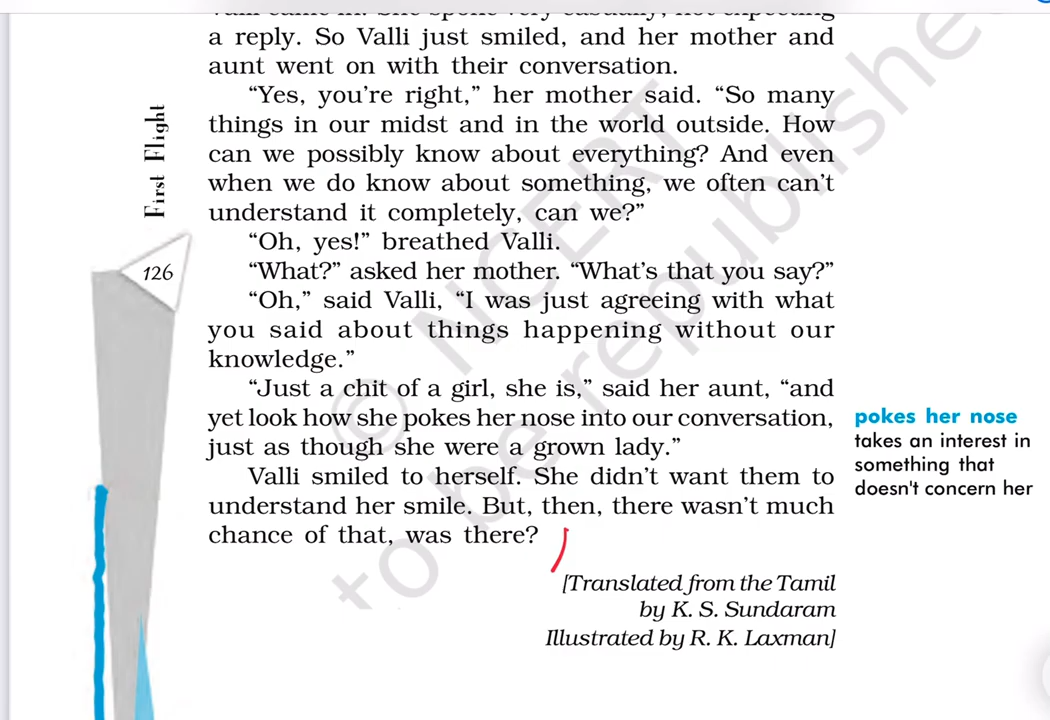 a reply. So Valli just smiled, and her mother and
aunt went on with their conversation.
“Yes, you’re right,” her mother said. “So many
things in our midst and in the world outside. How
can we possibly know about everything? And even
when we do know about something, we often can’t
understand it completely, can we?”
“Oh, yes!” breathed Valli.
“What?” asked her mother. “What’s that you say?”
“Oh,” said Valli, “I was just agreeing with what
you said about things happening without our
knowledge.”
“Just a chit of a girl, she is,” said her aunt, “and
yet look how she pokes her nose into our conversation,
just as though she were a grown lady.”
Valli smiled to herself. She didn’t want them to
understand her smile. But, then, there wasn’t much
chance of that, was there?
[Translated from the Tamil
by K. S. Sundaram
Illustrated by R. K. Laxman]
pokes her nose
takes an interest in
something that
doesn't concern her
First Flight
126
© NCERT
to be republishe